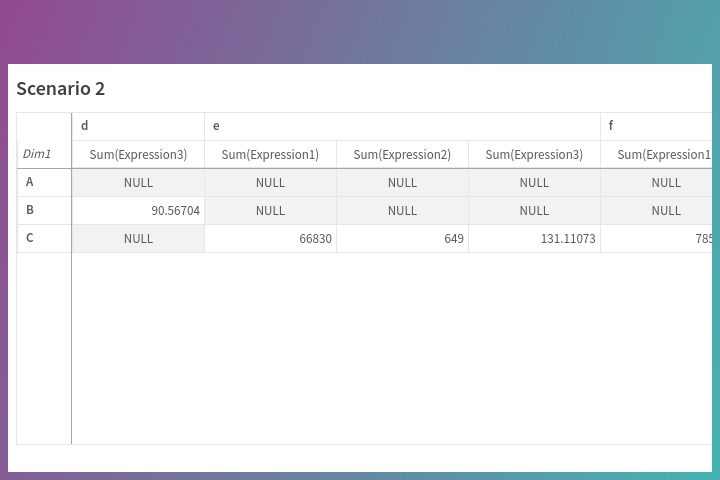 Scenario 2
d e f
Dim1 Sum(Expression3) Sum(Expression1) Sum(Expression2) Sum(Expression3) Sum(Expression1
A NULL NULL NULL NULL NULL
B 90.56704 NULL NULL NULL NULL
C NULL 66830 649 131.11073 785